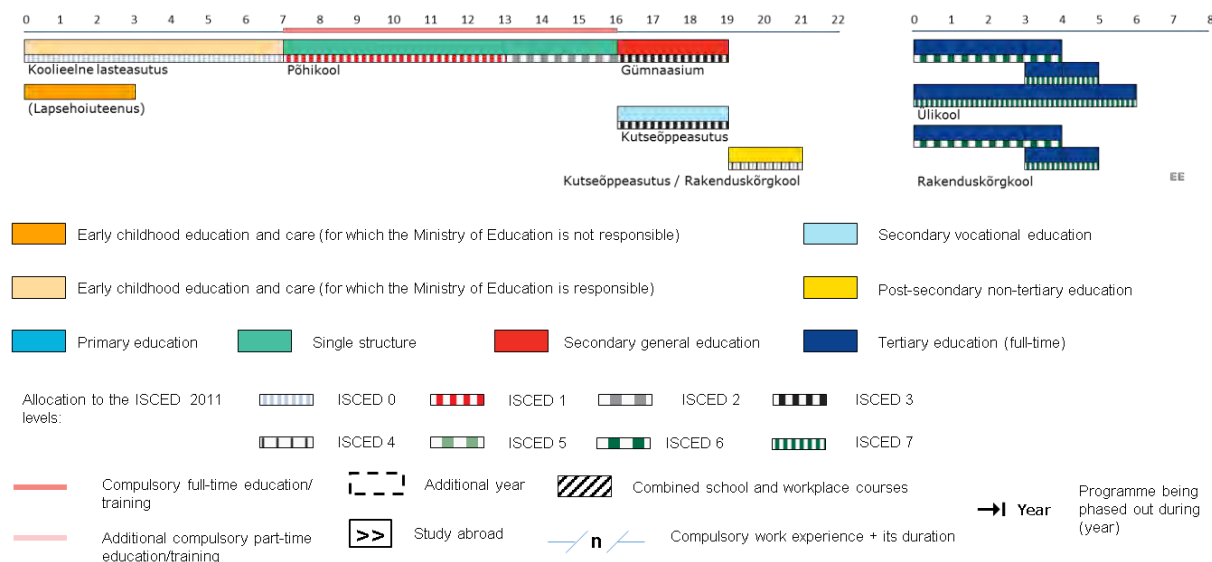 0 1 2 3 4 5 6 7 8 9 10 11 12 13 14 15 16 17 18 19 20 21 22
0 1 2 3 4 5 6 7 8
Koolieelne lasteasutus
Põhikool
Gümnaasium
(Lapsehoiuteenus)
Ülikool
Kutseõppeasutus
Kutseõppeasutus / Rakenduskõrgkool
Rakenduskõrgkool
EE
Early childhood education and care (for which the Ministry of Education is not responsible)
Secondary vocational education
Early childhood education and care (for which the Ministry of Education is responsible)
Post-secondary non-tertiary education
Primary education
Single structure
Secondary general education
Tertiary education (full-time)
Allocation to the ISCED 2011
levels:
ISCED 0
ISCED 1
ISCED 2
ISCED 3
ISCED 4
ISCED 5
ISCED 6
ISCED 7
Compulsory full-time education/
training
Additional year
Combined school and workplace courses
Year
Programme being
phased out during
(year)
Additional compulsory part-time
education/training
>>
Study abroad
n
Compulsory work experience + its duration